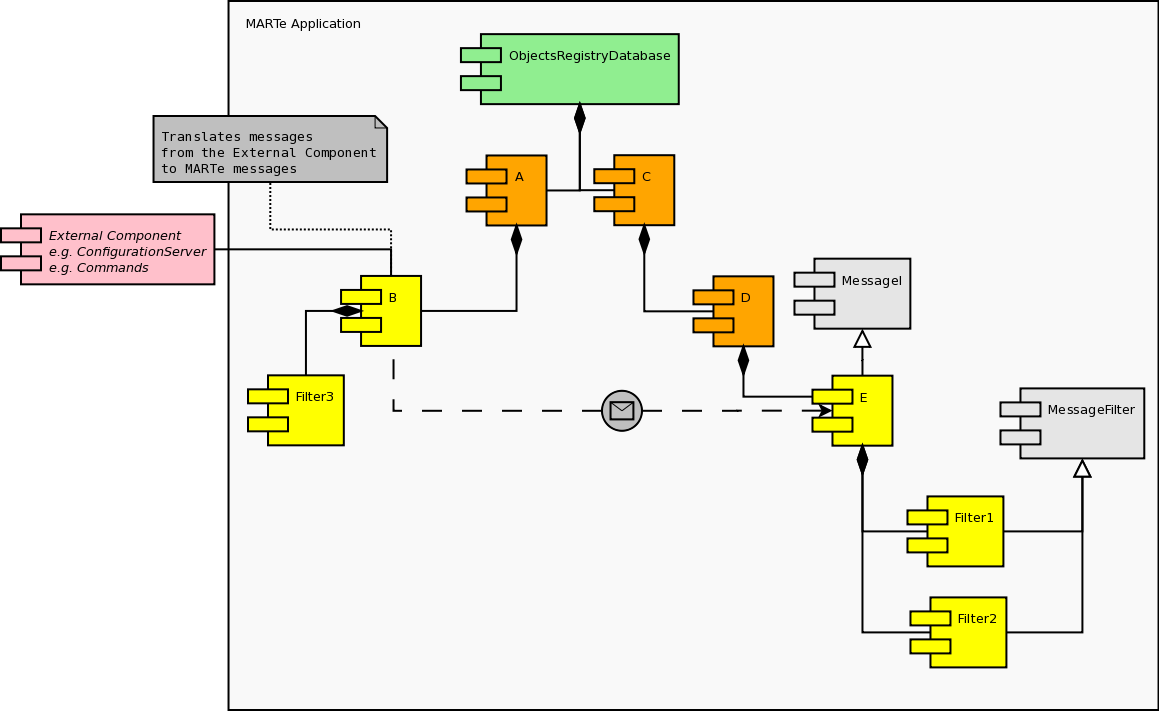 MARTe Application
ObjectsRegistryDatabase
Translates messages
from the External Component
to MARTe messages
A
C
External Component
e.g. ConfigurationServer
e.g. Commands
B
D
MessageI
Filter3
E
MessageFilter
Filter1
Filter2